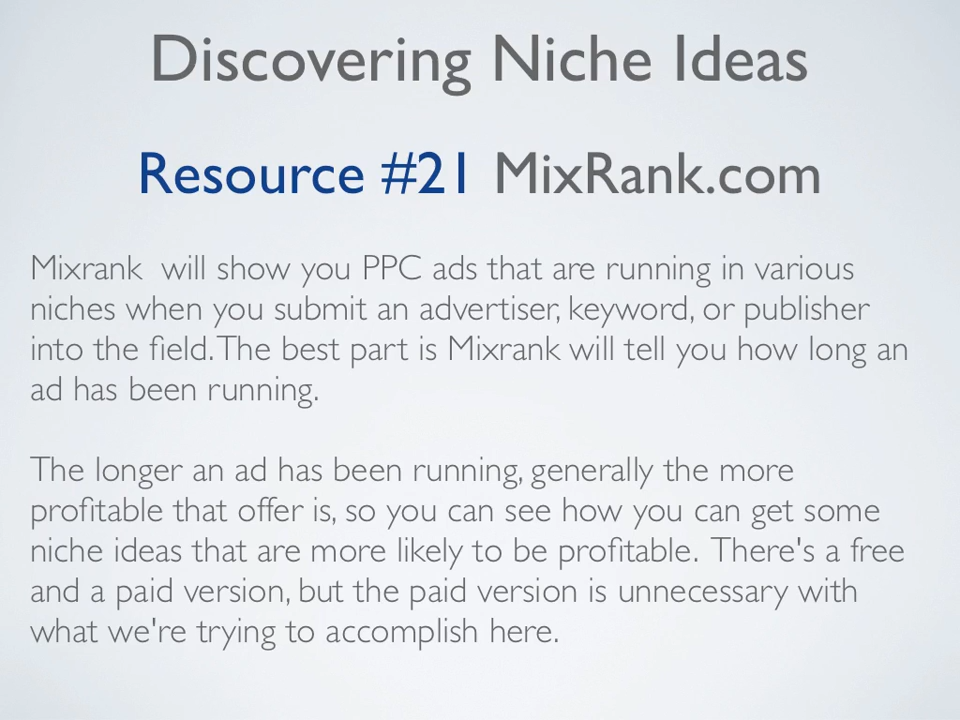 Discovering Niche Ideas
Resource #21 MixRank.com
Mixrank  will show you PPC ads that are running in various
niches when you submit an advertiser, keyword, or publisher
into the field. The best part is Mixrank will tell you how long an
ad has been running.
The longer an ad has been running, generally the more
profitable that offer is, so you can see how you can get some
niche ideas that are more likely to be profitable.  There's a free
and a paid version, but the paid version is unnecessary with
what we're trying to accomplish here.